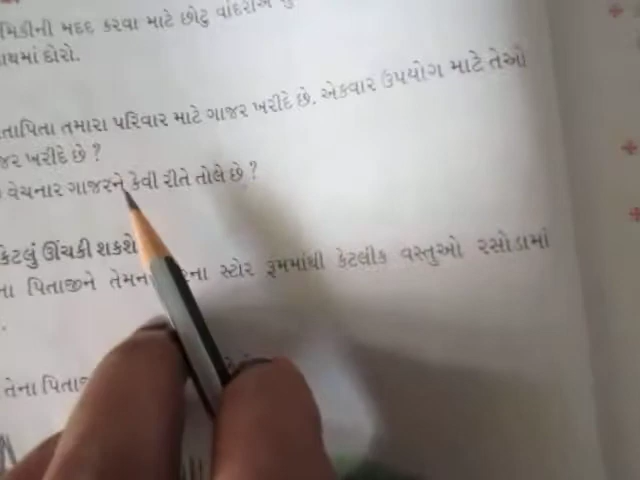 મિકીની મદદ કરવા માટે છોટુ વાંદરાએ
ાથમાં દોરો.
તાપિતા તમારા પરિવાર માટે ગાજર ખરીદે છે. એકવાર ઉપયોગ માટે તેઓ
જર ખરીદે છે ?
વેચનાર ગાજરને કેવી રીતે તોલે છે ?
કેટલું ઊંચકી શકશે
ના પિતાજીને તેમના સ્ટોર રૂમમાંથી કેટલીક વસ્તુઓ રસોડામાં
તેના પિતાજ